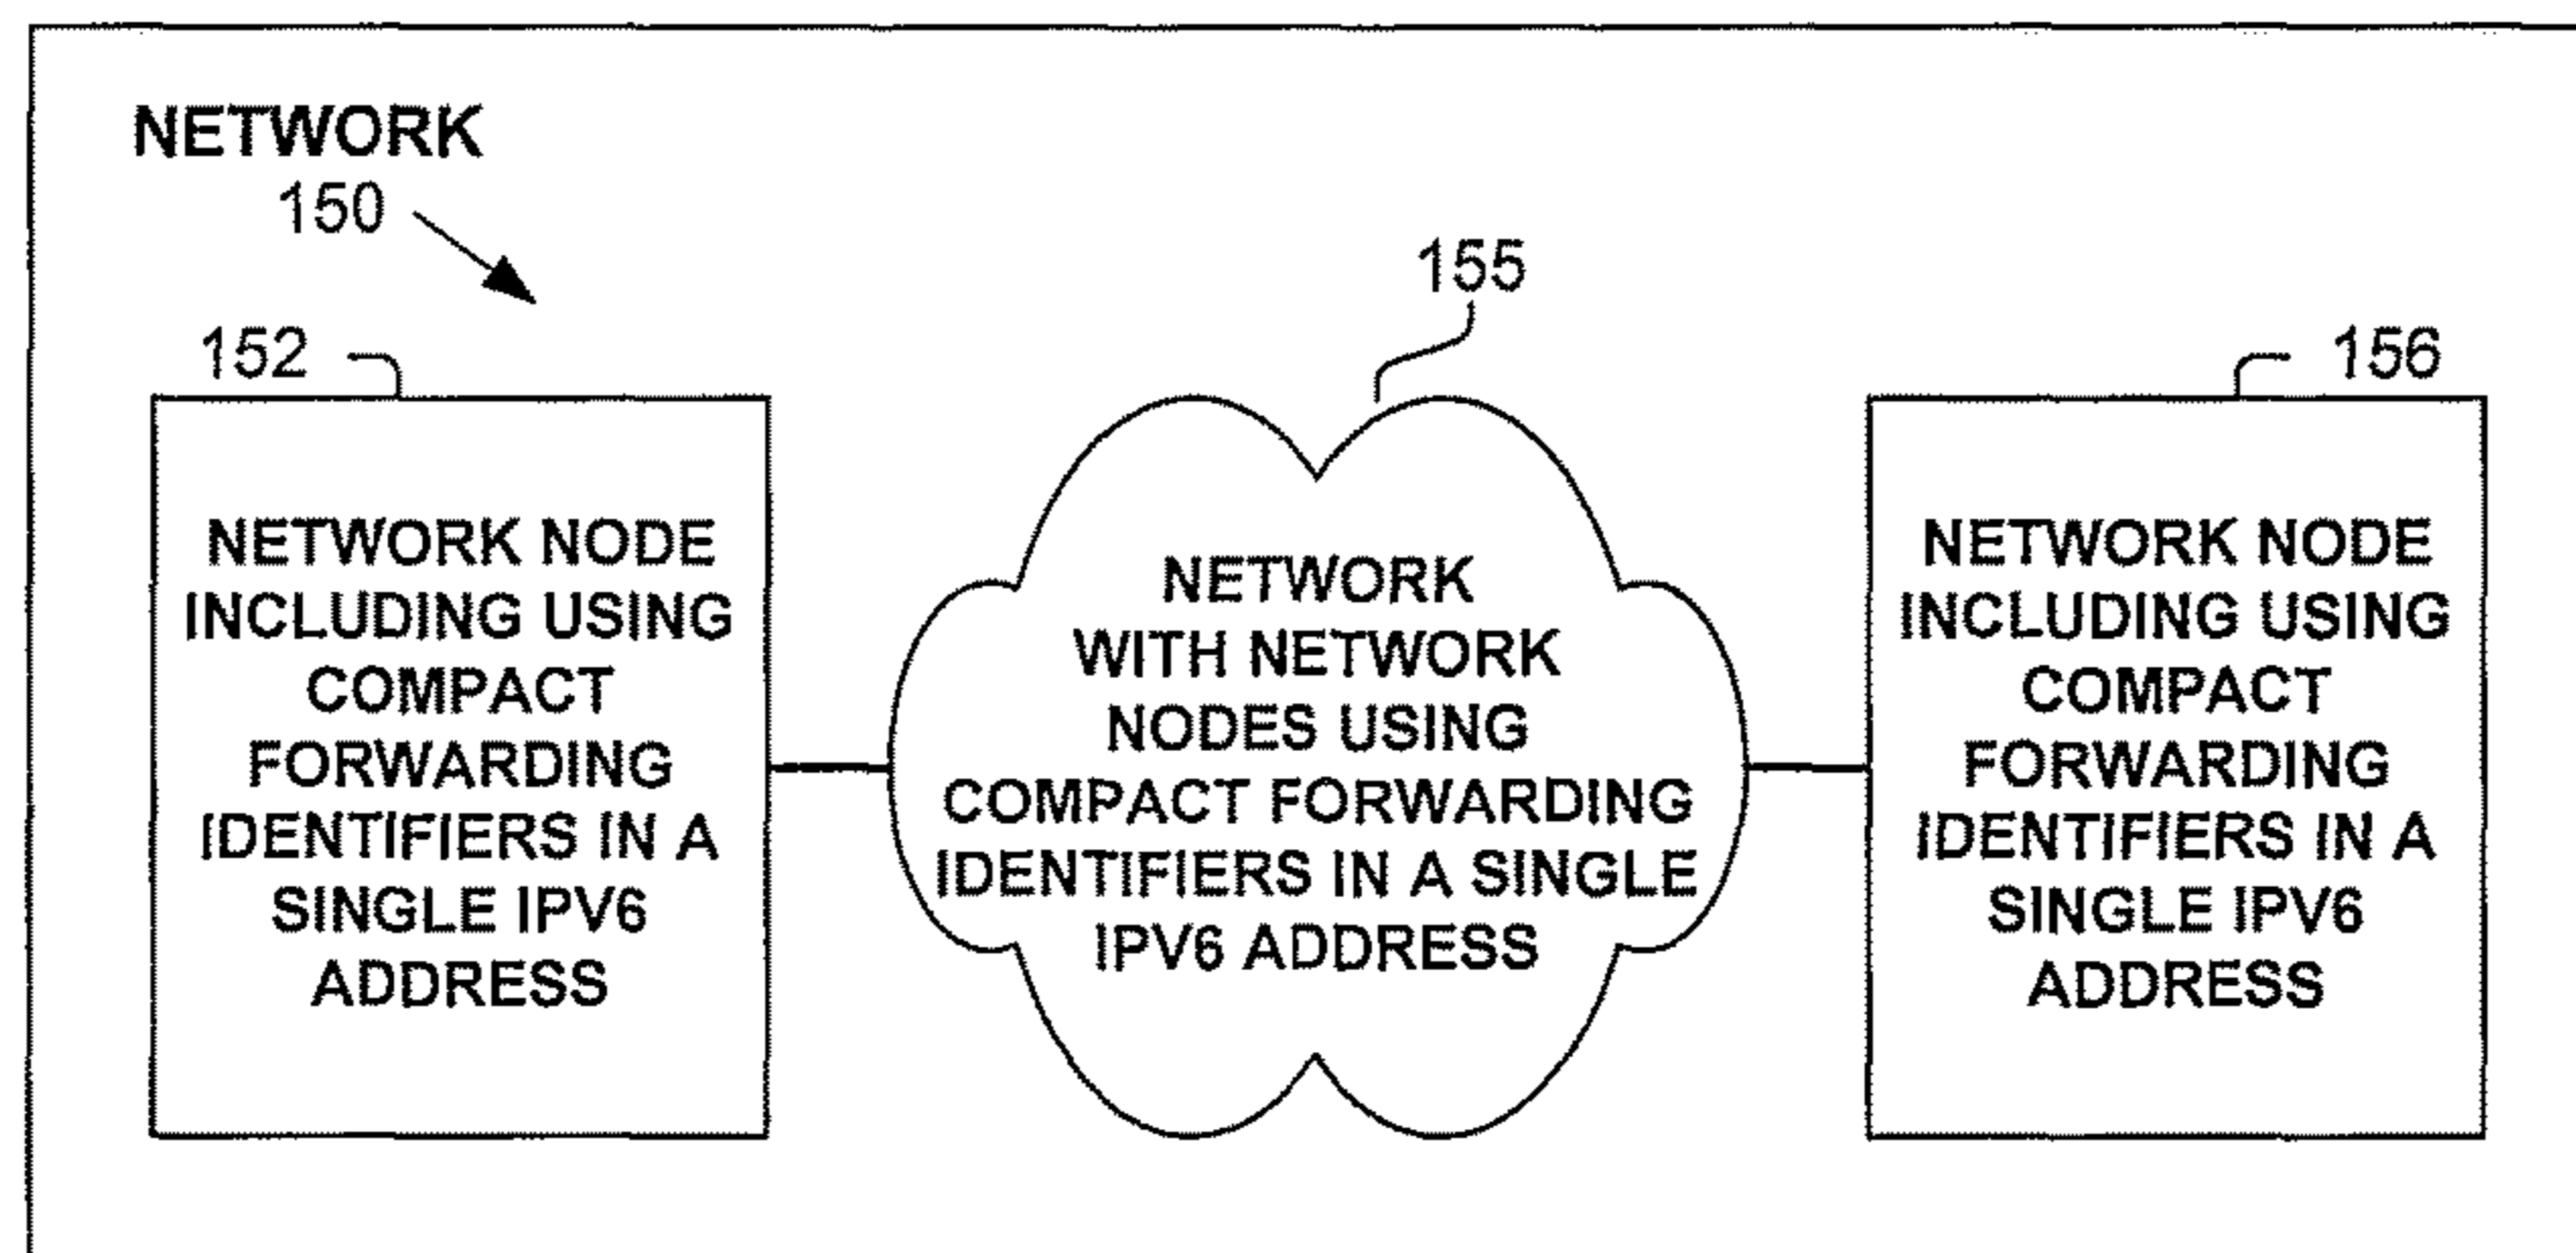 NETWORK
150
155
152
156
NETWORK NODE
INCLUDING USING
COMPACT
FORWARDING
IDENTIFIERS IN A
SINGLE IPV6
ADDRESS
NETWORK
WITH NETWORK
NODES USING
COMPACT FORWARDING
IDENTIFIERS IN A SINGLE
IPV6 ADDRESS
NETWORK NODE
INCLUDING USING
COMPACT
FORWARDING
IDENTIFIERS IN A
SINGLE IPV6
ADDRESS